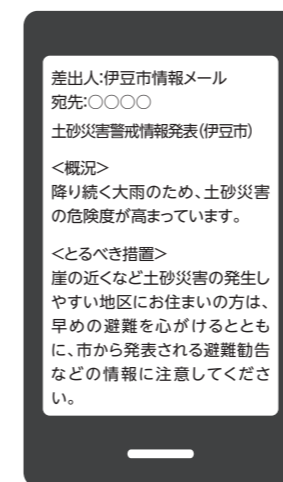 差出人:伊豆市情報メール
宛先:○○○○
土砂災害警戒情報発表(伊豆市)
<概況>
降り続く大雨のため、土砂災害
の危険度が高まっています。
<とるべき措置>
崖の近くなど土砂災害の発生し
やすい地区にお住まいの方は、
早めの避難を心がけるととも
に、市から発表される避難勧告
などの情報に注意してくださ
い。